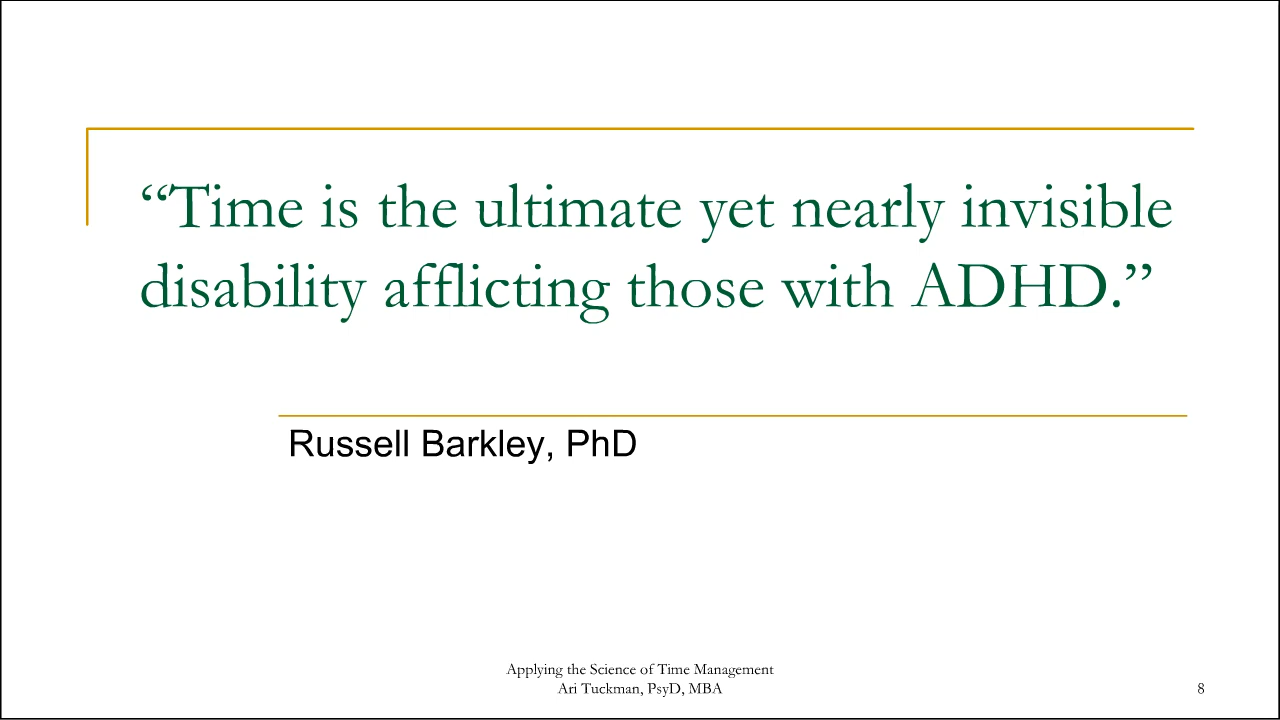 “Time is the ultimate yet nearly invisible
disability afflicting those with ADHD.”
Russell Barkley, PhD
Applying the Science of Time Management
Ari Tuckman, PsyD, MBA
8